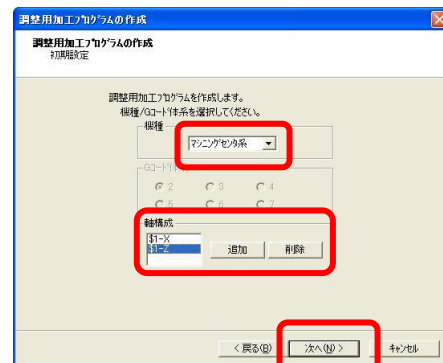 調整用加工ﾌﾟﾛｸﾞﾗﾑの作成
調整用加工ﾌﾟﾛｸﾞﾗﾑの作成
初期設定
調整用加工ﾌﾟﾛｸﾞﾗﾑを作成します。
機種/Gｺｰﾄﾞ体系を選択してください。
機種
ﾏｼﾆﾝｸﾞｾﾝﾀ系
Gｺｰﾄﾞ体系
2 3 4
5 6 7
軸構成
$1-X
$1-Z
追加 削除
< 戻る(B) 次へ(N) > ｷｬﾝｾﾙ